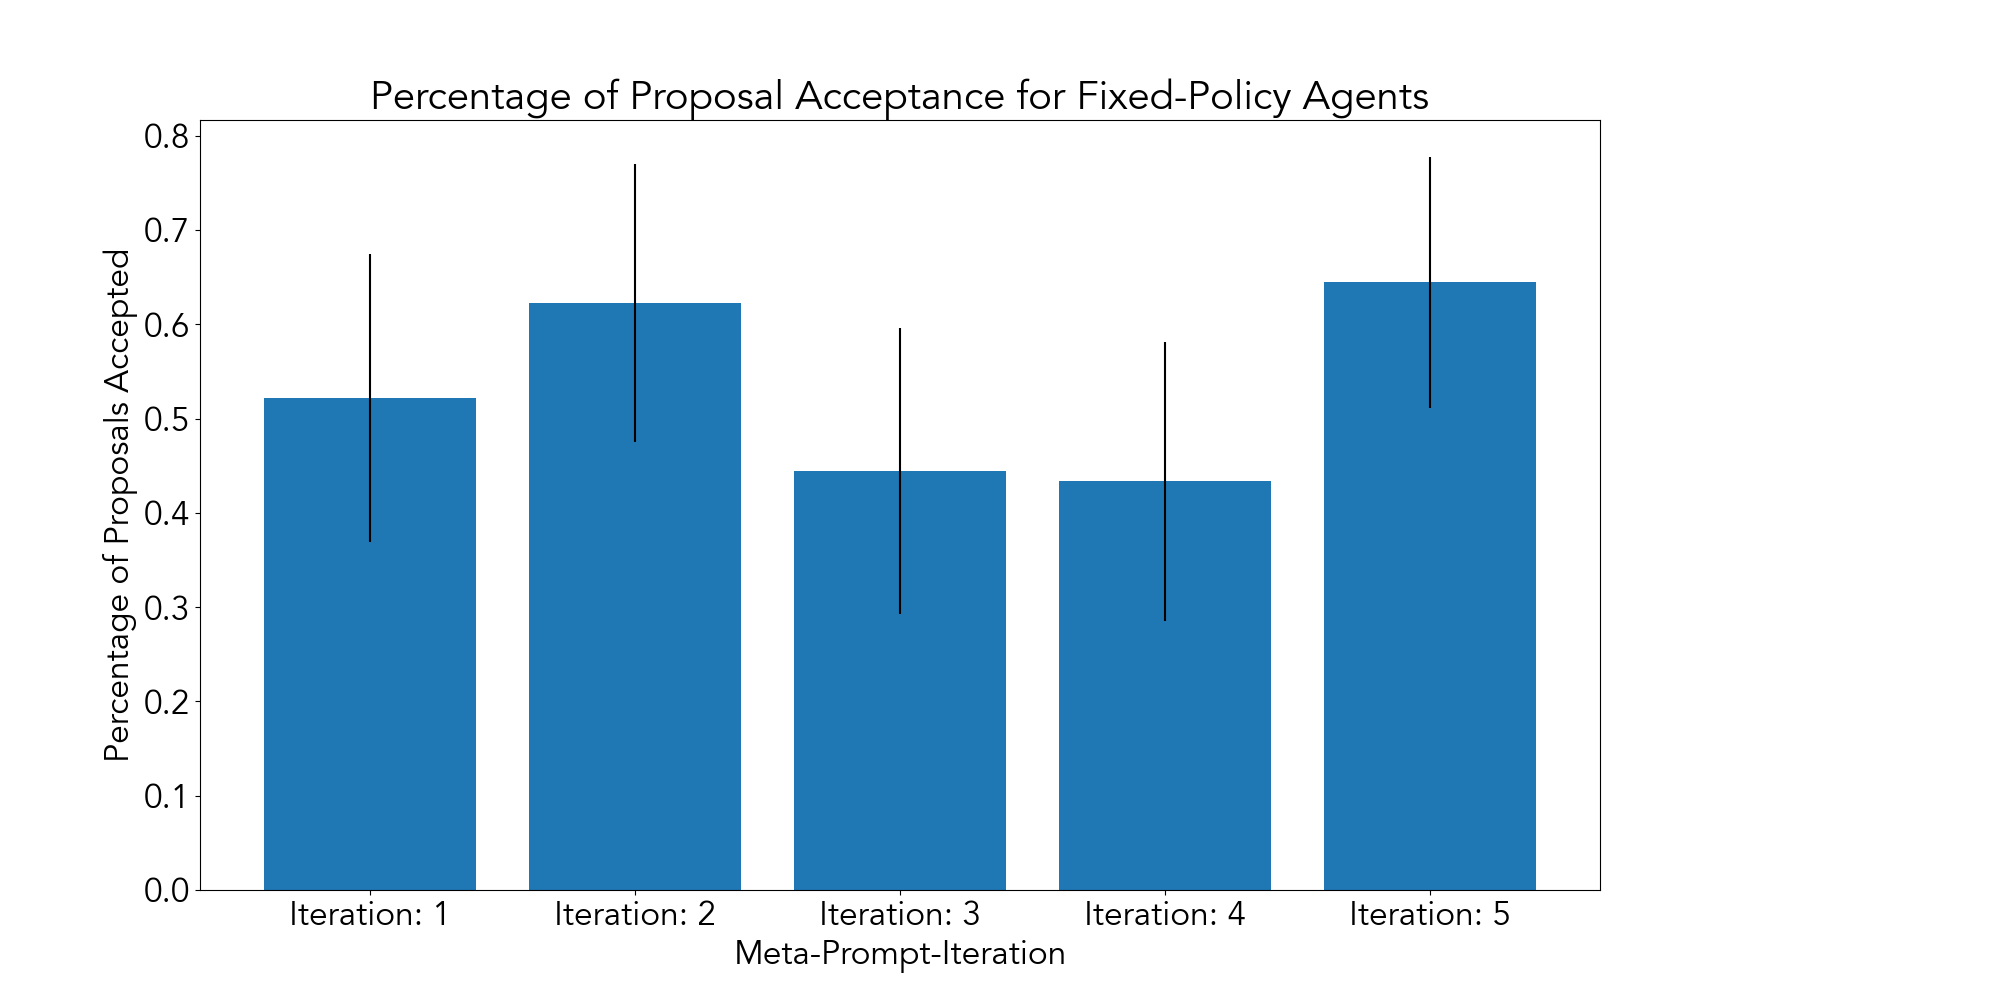 Percentage of Proposal Acceptance for Fixed-Policy Agents
Percentage of Proposals Accepted
0.8
0.7
0.6
0.5
0.4
0.3
0.2
0.1
0.0
Iteration: 1
Iteration: 2
Iteration: 3
Iteration: 4
Iteration: 5
Meta-Prompt-Iteration